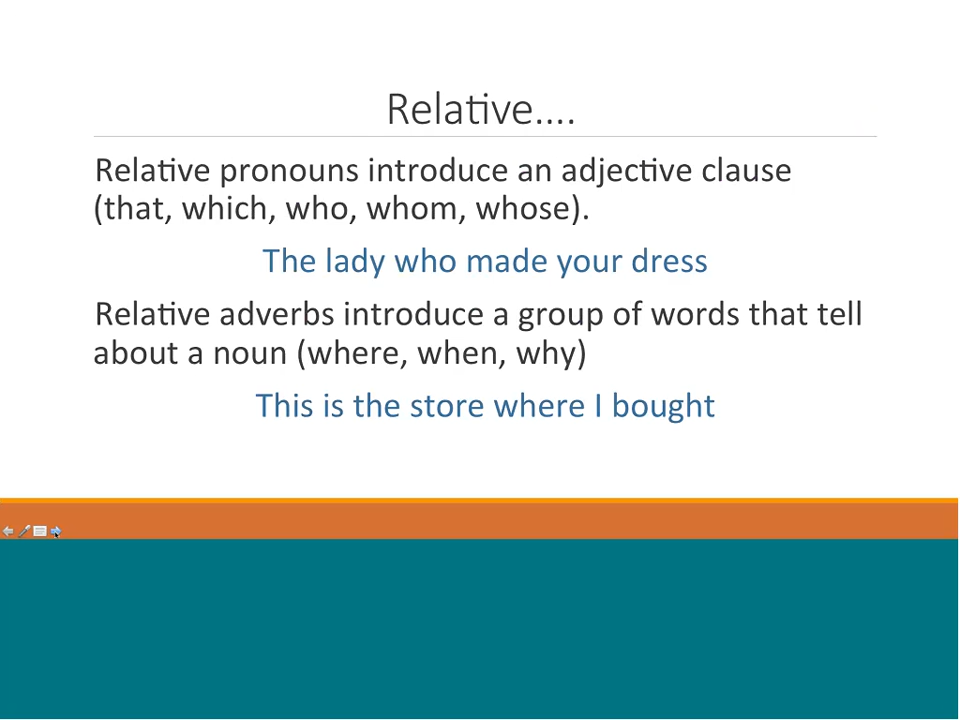 Relative....
Relative pronouns introduce an adjective clause
(that, which, who, whom, whose).
The lady who made your dress
Relative adverbs introduce a group of words that tell
about a noun (where, when, why)
This is the store where I bought